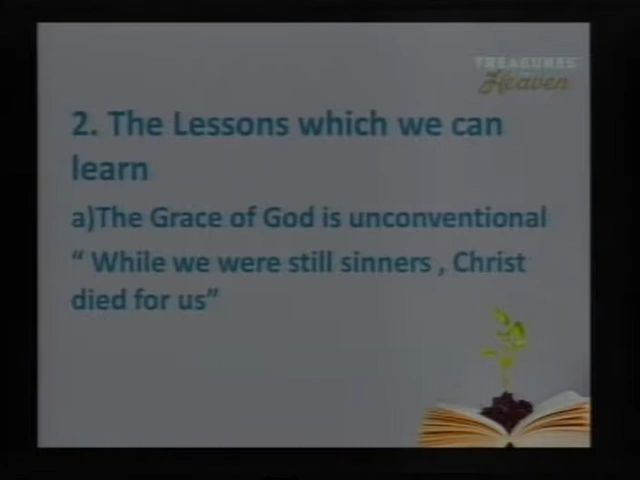 TREASURES
in
Heaven
2. The Lessons which we can
learn
a)The Grace of God is unconventional
“ While we were still sinners , Christ
died for us”